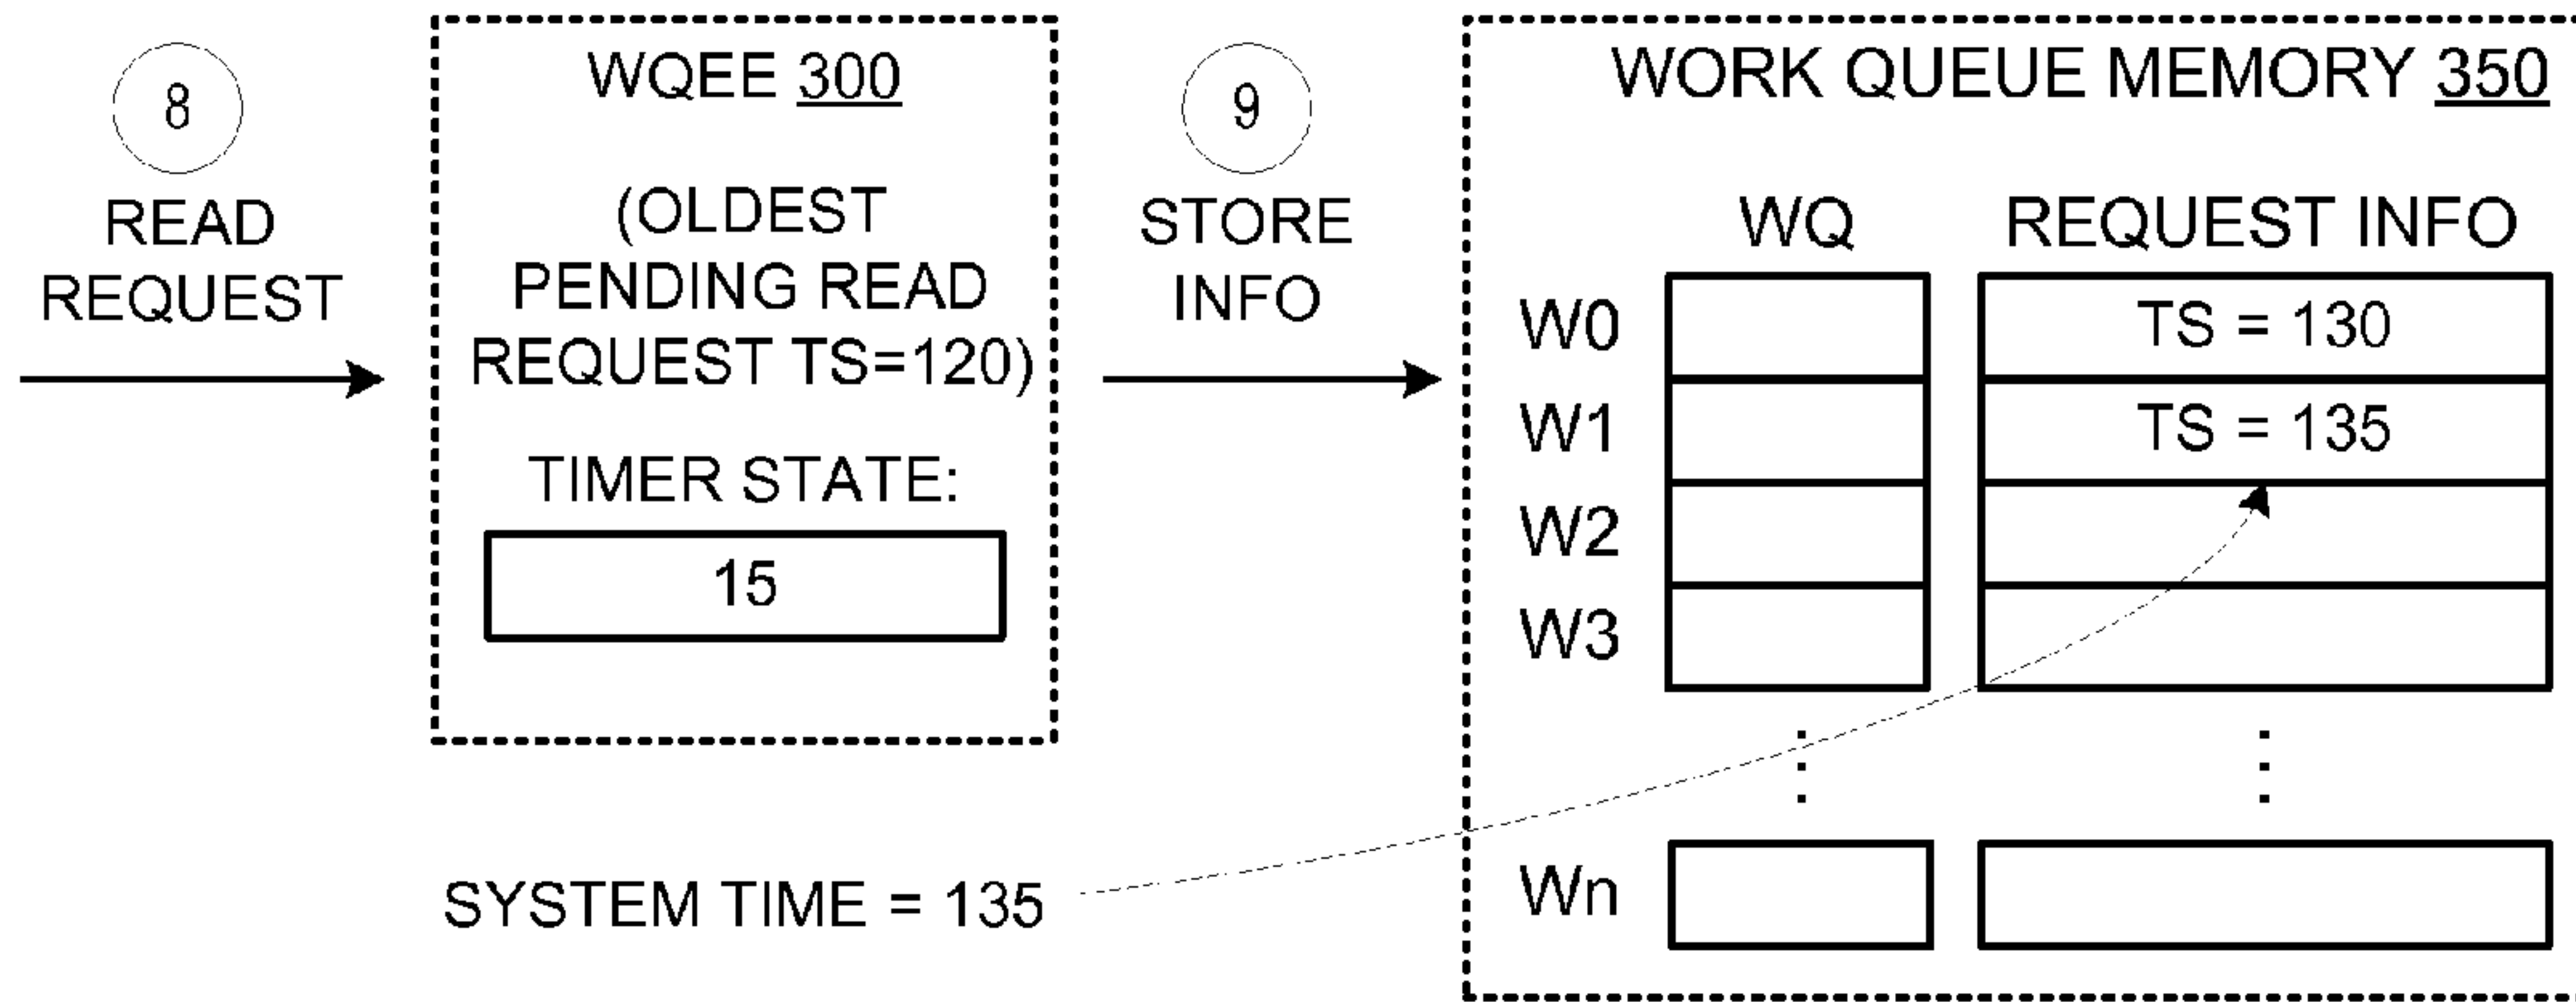 8
READ
REQUEST
WQEE 300
(OLDEST
PENDING READ
REQUEST TS=120)
TIMER STATE:
15
9
STORE
INFO
SYSTEM TIME = 135
WORK QUEUE MEMORY 350
WQ REQUEST INFO
W0 TS = 130
W1 TS = 135
W2
W3
Wn